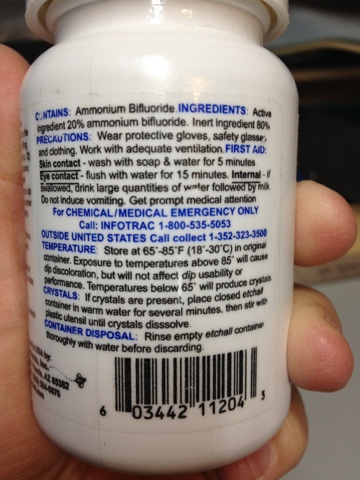 CONTAINS: Ammonium Bifluoride. INGREDIENTS: Active
ingredient 20% ammonium bifluoride. Inert ingredient 80%
PRECAUTIONS: Wear protective gloves, safety glasses
and clothing. Work with adequate ventilation. FIRST AID:
Skin contact - wash with soap & water for 5 minutes.
Eye contact - flush with water for 15 minutes. Internal - If
swallowed, drink large quantities of water followed by milk.
Do not induce vomiting. Get prompt medical attention
For CHEMICAL/MEDICAL EMERGENCY ONLY
Call: INFOTRAC 1-800-535-5053
OUTSIDE UNITED STATES Call collect 1-352-323-3500
TEMPERATURE: Store at 65°-85°F (18°-30°C) in original
container. Exposure to temperatures above 85° will cause
dip discoloration, but will not affect dip usability or
performance. Temperatures below 65° will produce crystals
CRYSTALS: If crystals are present, place closed etchall
container in warm water for several minutes, then stir with
plastic utensil until crystals disssolve.
CONTAINER DISPOSAL: Rinse empty etchall container
thoroughly with water before discarding.
USA by:
Inc.
AZ 85382
6 03442 11204 3